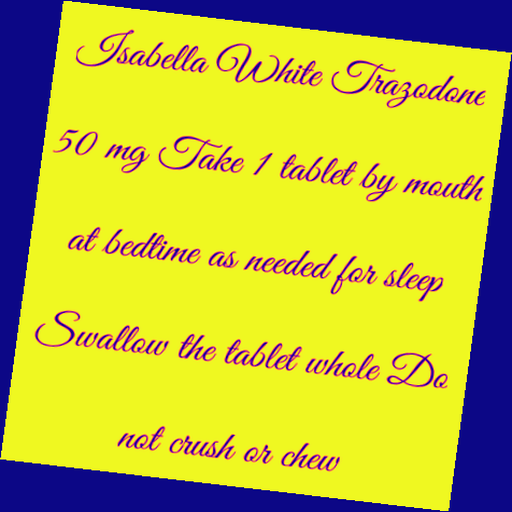 Isabella White Trazodone
50 mg Take 1 tablet by mouth
at bedtime as needed for sleep
Swallow the tablet whole Do
not crush or chew